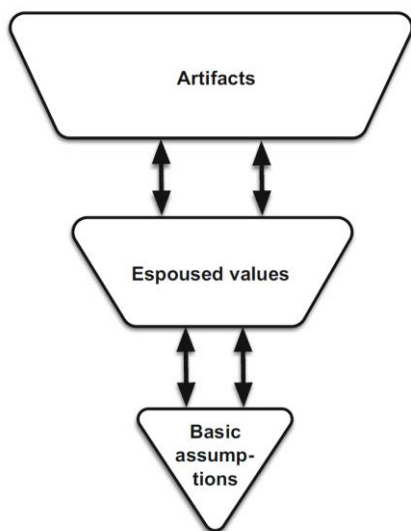 Artifacts
Espoused values
Basic
assump-
tions